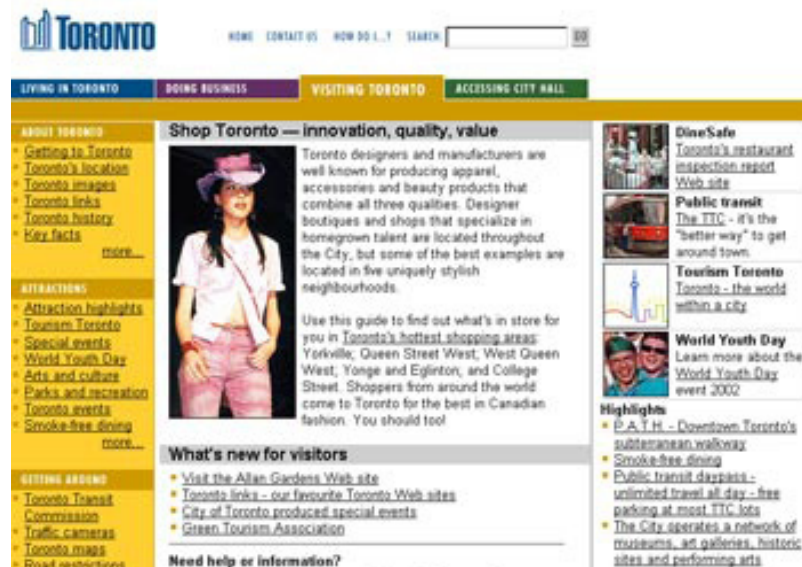 TORONTO
HOME CONTACT US HOW DO I...? SEARCH GO
LIVING IN TORONTO DOING BUSINESS VISITING TORONTO ACCESSING CITY HALL
ABOUT TORONTO
Getting to Toronto
Toronto's location
Toronto images
Toronto links
Toronto history
Key facts
more...
ATTRACTIONS
Attraction highlights
Tourism Toronto
Special events
World Youth Day
Arts and culture
Parks and recreation
Toronto events
Smoke-free dining
more...
GETTING AROUND
Toronto Transit
Commission
Traffic cameras
Toronto maps
Road restrictions
Shop Toronto — innovation, quality, value
Toronto designers and manufacturers are
well known for producing apparel,
accessories and beauty products that
combine all three qualities. Designer
boutiques and shops that specialize in
homegrown talent are located throughout
the City, but some of the best examples are
located in five uniquely stylish
neighbourhoods.
Use this guide to find out what's in store for
you in Toronto's hottest shopping areas:
Yorkville; Queen Street West; West Queen
West; Yonge and Eglinton; and College
Street. Shoppers from around the world
come to Toronto for the best in Canadian
fashion. You should too!
What's new for visitors
Visit the Allan Gardens Web site
Toronto links - our favourite Toronto Web sites
City of Toronto produced special events
Green Tourism Association
Need help or information?
DineSafe
Toronto's restaurant
inspection report
Web site
Public transit
The TTC - it's the
"better way" to get
around town.
Tourism Toronto
Toronto - the world
within a city
World Youth Day
Learn more about the
World Youth Day
event 2002
Highlights
P.A.T.H. - Downtown Toronto's
subterranean walkway
Smoke-free dining
Public transit daypass -
unlimited travel all day - free
parking at most TTC lots
The City operates a network of
museums, art galleries, historic
sites and performing arts